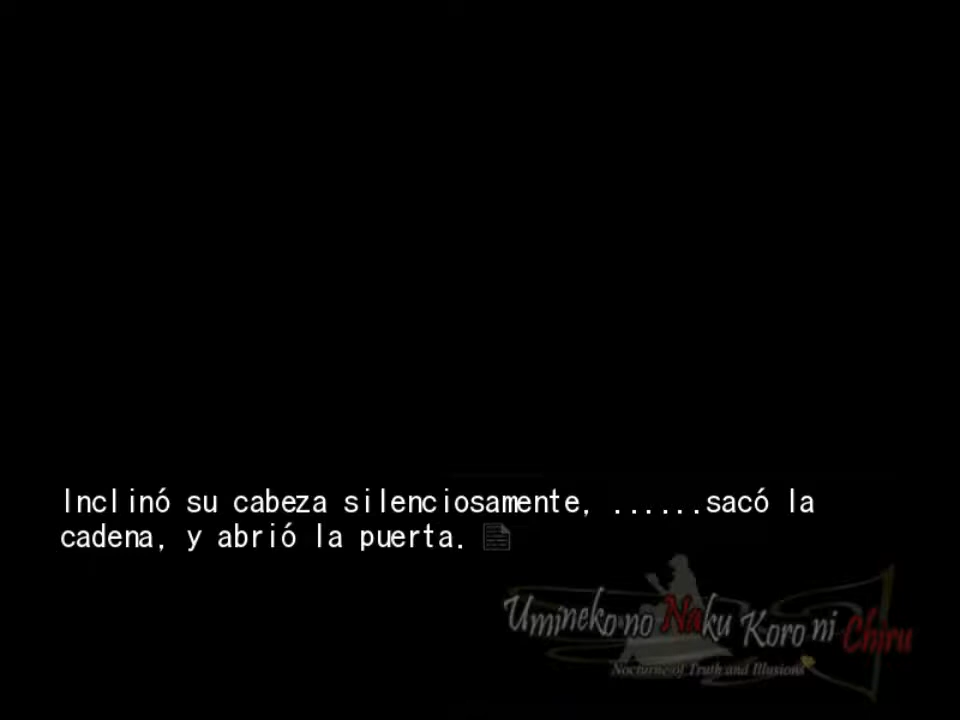 Inclinó su cabeza silenciosamente, ......sacó la
cadena, y abrió la puerta.
Umineko no Naku Koro ni Chiru
Nocturne of Truth and Illusions